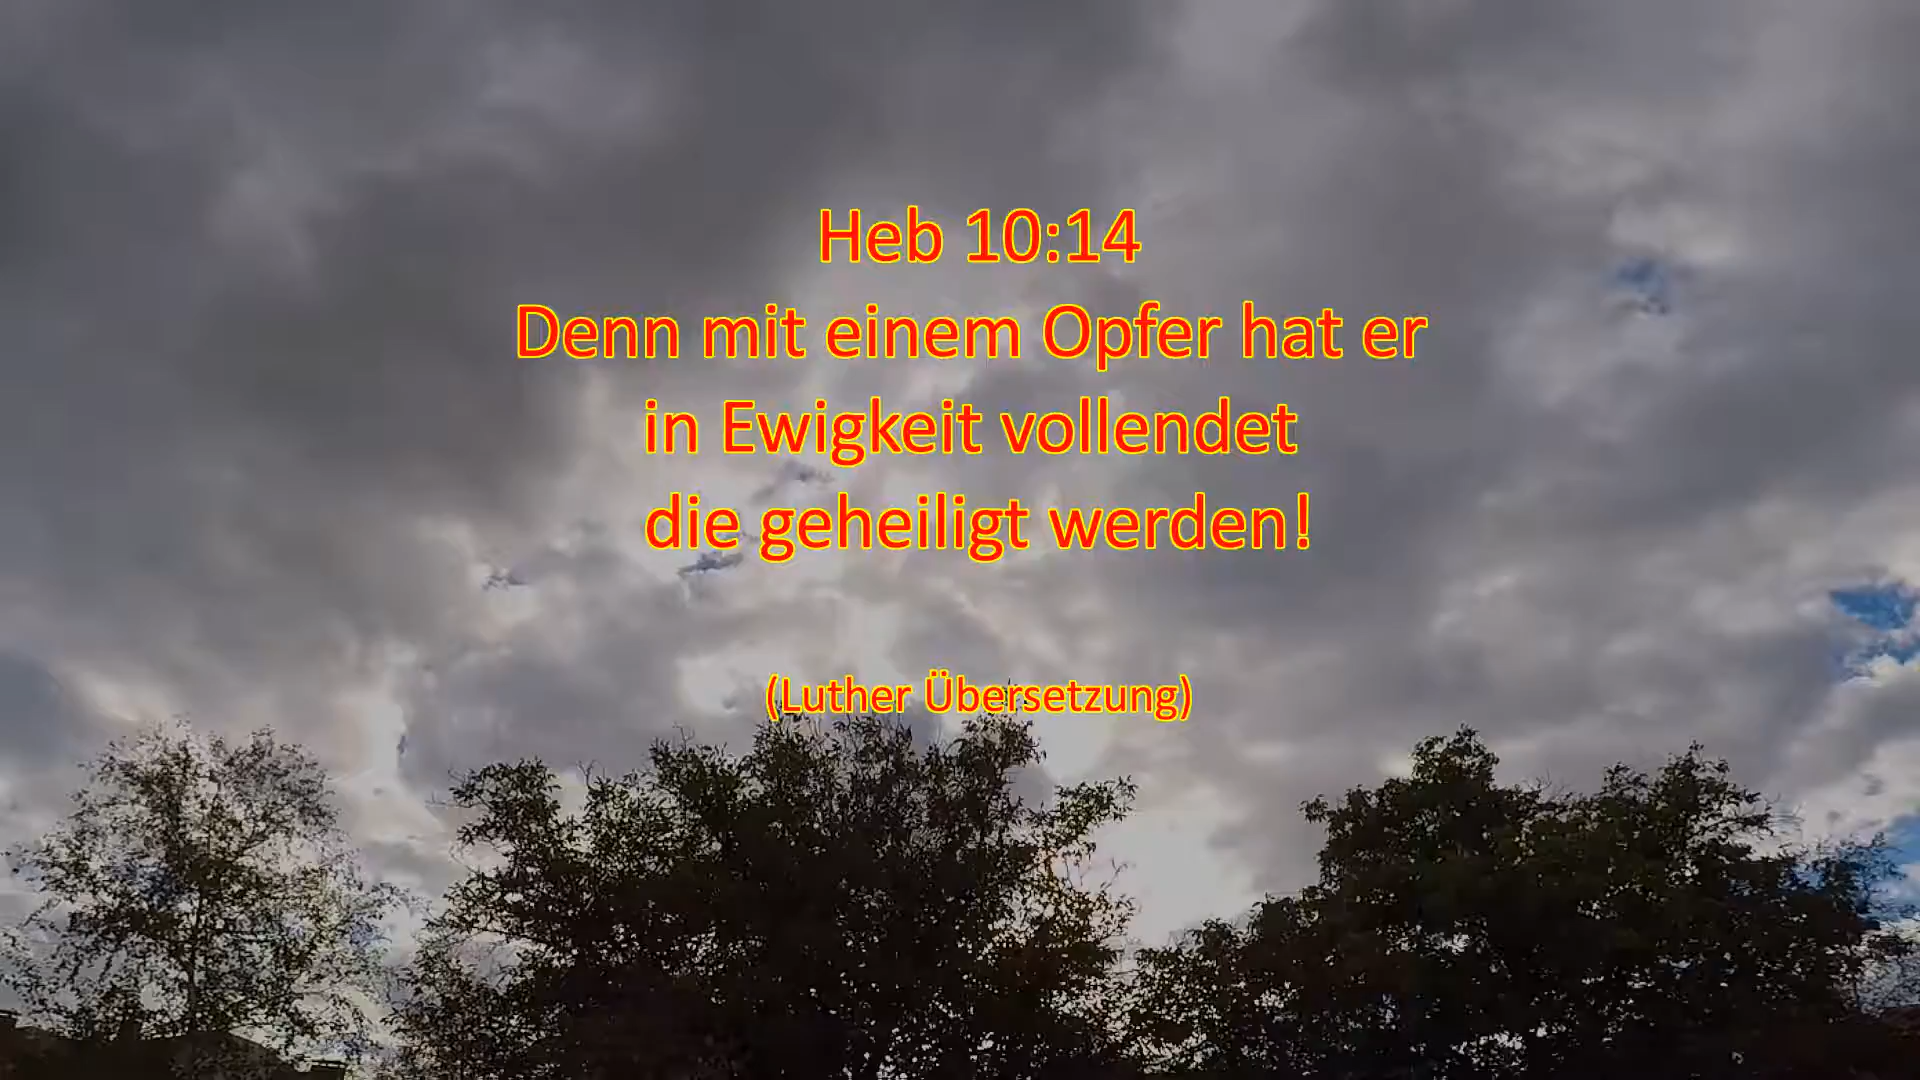 Heb 10:14
Denn mit einem Opfer hat er
in Ewigkeit vollendet
die geheiligt werden!
(Luther Übersetzung)